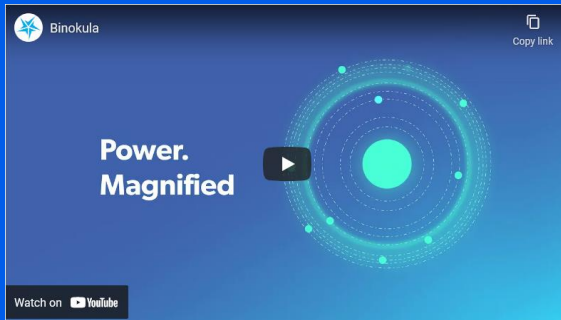 Binokula
Copy link
Power.
Magnified
Watch on YouTube